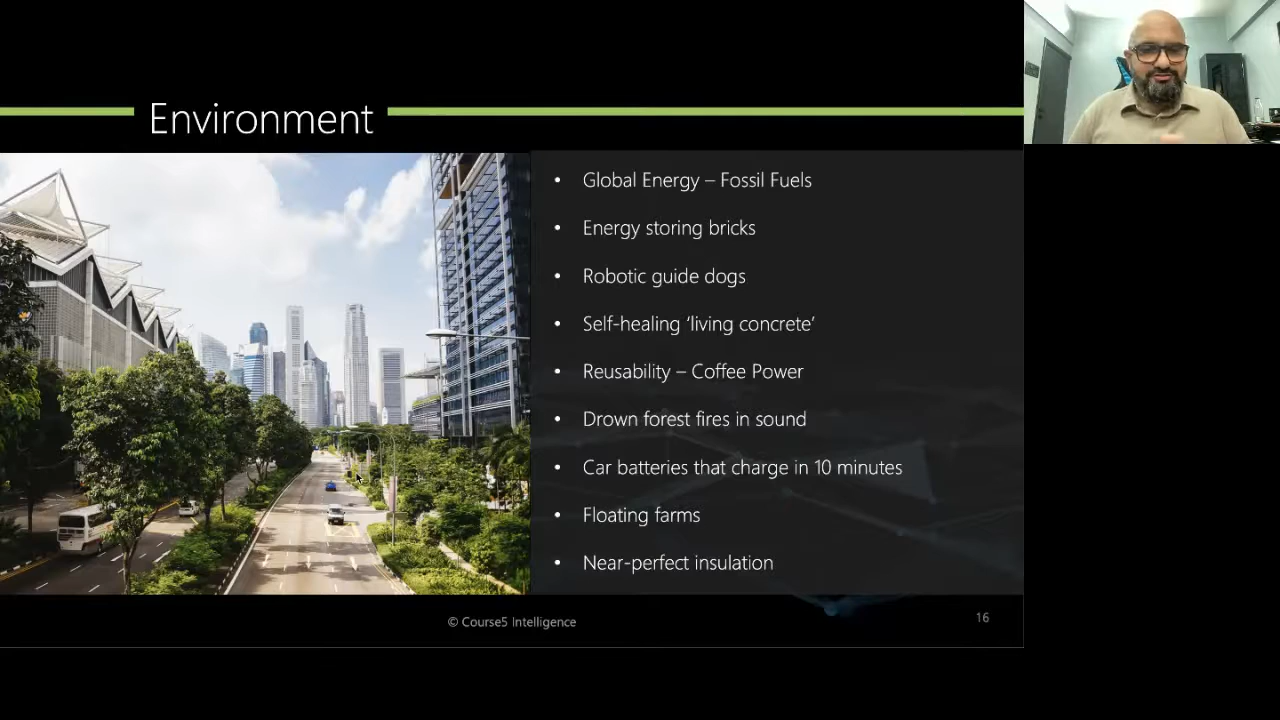 Environment
• Global Energy – Fossil Fuels
• Energy storing bricks
• Robotic guide dogs
• Self-healing ‘living concrete’
• Reusability – Coffee Power
• Drown forest fires in sound
• Car batteries that charge in 10 minutes
• Floating farms
• Near-perfect insulation
© Course5 Intelligence
16